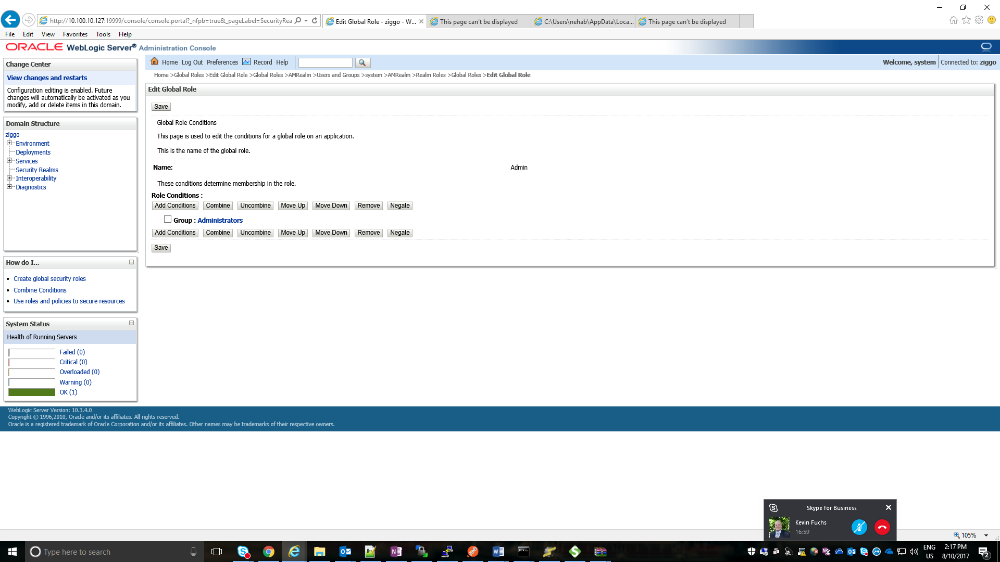 http://10.100.10.127:19999/console/console.portal?_nfpb=true&_pageLabel=SecurityRea
Edit Global Role - ziggo - W...
This page can't be displayed
C:\Users\nehab\AppData\Loca...
This page can't be displayed
File Edit View Favorites Tools Help
ORACLE WebLogic Server® Administration Console
Change Center
View changes and restarts
Configuration editing is enabled. Future
changes will automatically be activated as you
modify, add or delete items in this domain.
Domain Structure
ziggo
Environment
Deployments
Services
Security Realms
Interoperability
Diagnostics
How do I...
Create global security roles
Combine Conditions
Use roles and policies to secure resources
System Status
Health of Running Servers
Failed (0)
Critical (0)
Overloaded (0)
Warning (0)
OK (1)
Home Log Out Preferences Record Help
Welcome, system Connected to: ziggo
Home >Global Roles >Edit Global Role >Global Roles >AMRealm >Users and Groups >system >AMRealm >Realm Roles >Global Roles >Edit Global Role
Edit Global Role
Save
Global Role Conditions
This page is used to edit the conditions for a global role on an application.
This is the name of the global role.
Name: Admin
These conditions determine membership in the role.
Role Conditions :
Add Conditions Combine Uncombine Move Up Move Down Remove Negate
Group : Administrators
Add Conditions Combine Uncombine Move Up Move Down Remove Negate
Save
WebLogic Server Version: 10.3.4.0
Copyright © 1996,2010, Oracle and/or its affiliates. All rights reserved.
Oracle is a registered trademark of Oracle Corporation and/or its affiliates. Other names may be trademarks of their respective owners.
Skype for Business
Kevin Fuchs
16:59
105%
Type here to search
ENG
US
2:17 PM
8/10/2017
2